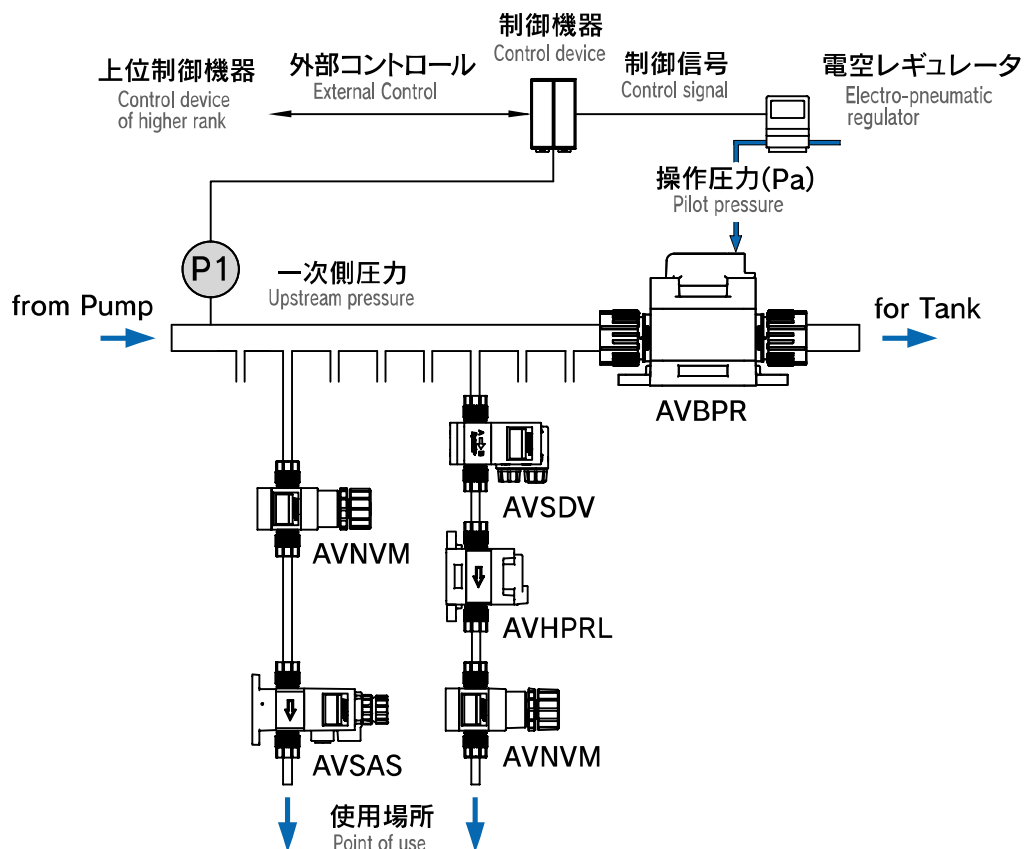 制御機器
Control device
上位制御機器
Control device
of higher rank
外部コントロール
External Control
制御信号
Control signal
電空レギュレータ
Electro-pneumatic
regulator
操作圧力(Pa)
Pilot pressure
P1
一次側圧力
Upstream pressure
from Pump
for Tank
AVBPR
AVSDV
AVNVM
AVHPRL
AVSAS
AVNVM
使用場所
Point of use